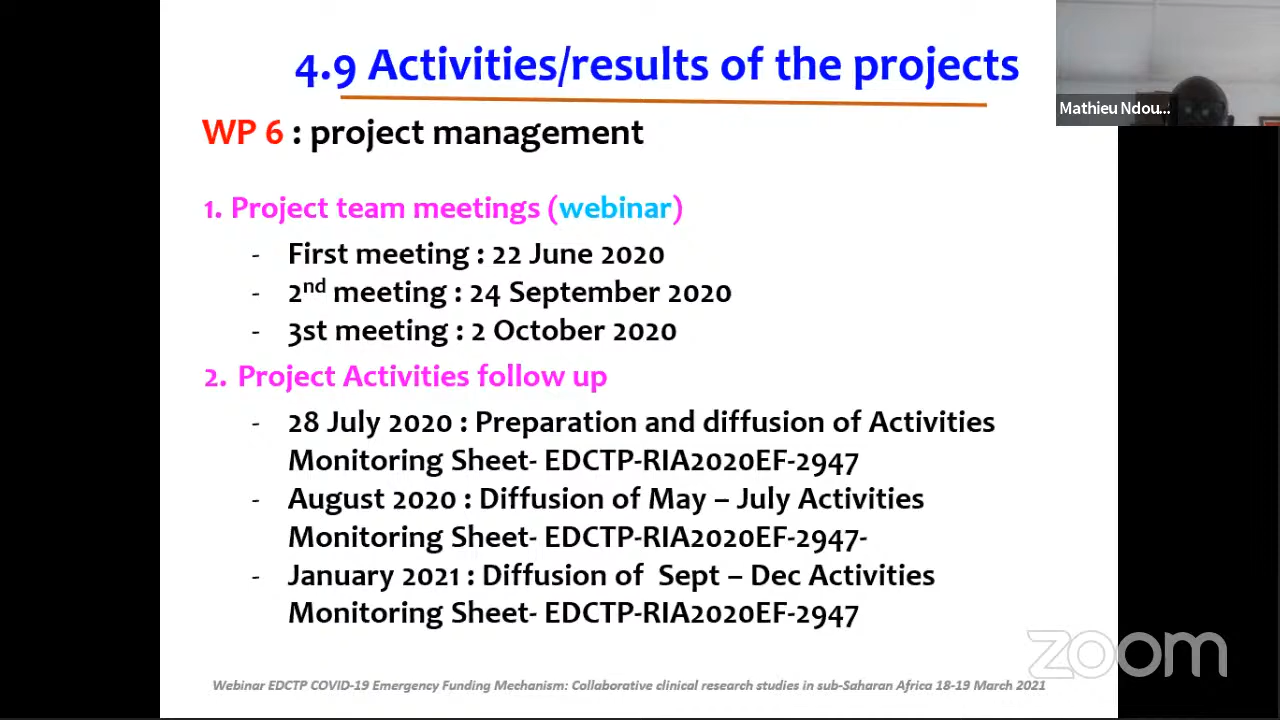 4.9 Activities/results of the projects
Mathieu Ndou...
WP 6 : project management
1. Project team meetings (webinar)
- First meeting : 22 June 2020
- 2nd meeting : 24 September 2020
- 3st meeting : 2 October 2020
2. Project Activities follow up
- 28 July 2020 : Preparation and diffusion of Activities
Monitoring Sheet- EDCTP-RIA2020EF-2947
- August 2020 : Diffusion of May – July Activities
Monitoring Sheet- EDCTP-RIA2020EF-2947-
- January 2021 : Diffusion of Sept – Dec Activities
Monitoring Sheet- EDCTP-RIA2020EF-2947
zoom
Webinar EDCTP COVID-19 Emergency Funding Mechanism: Collaborative clinical research studies in sub-Saharan Africa 18-19 March 2021